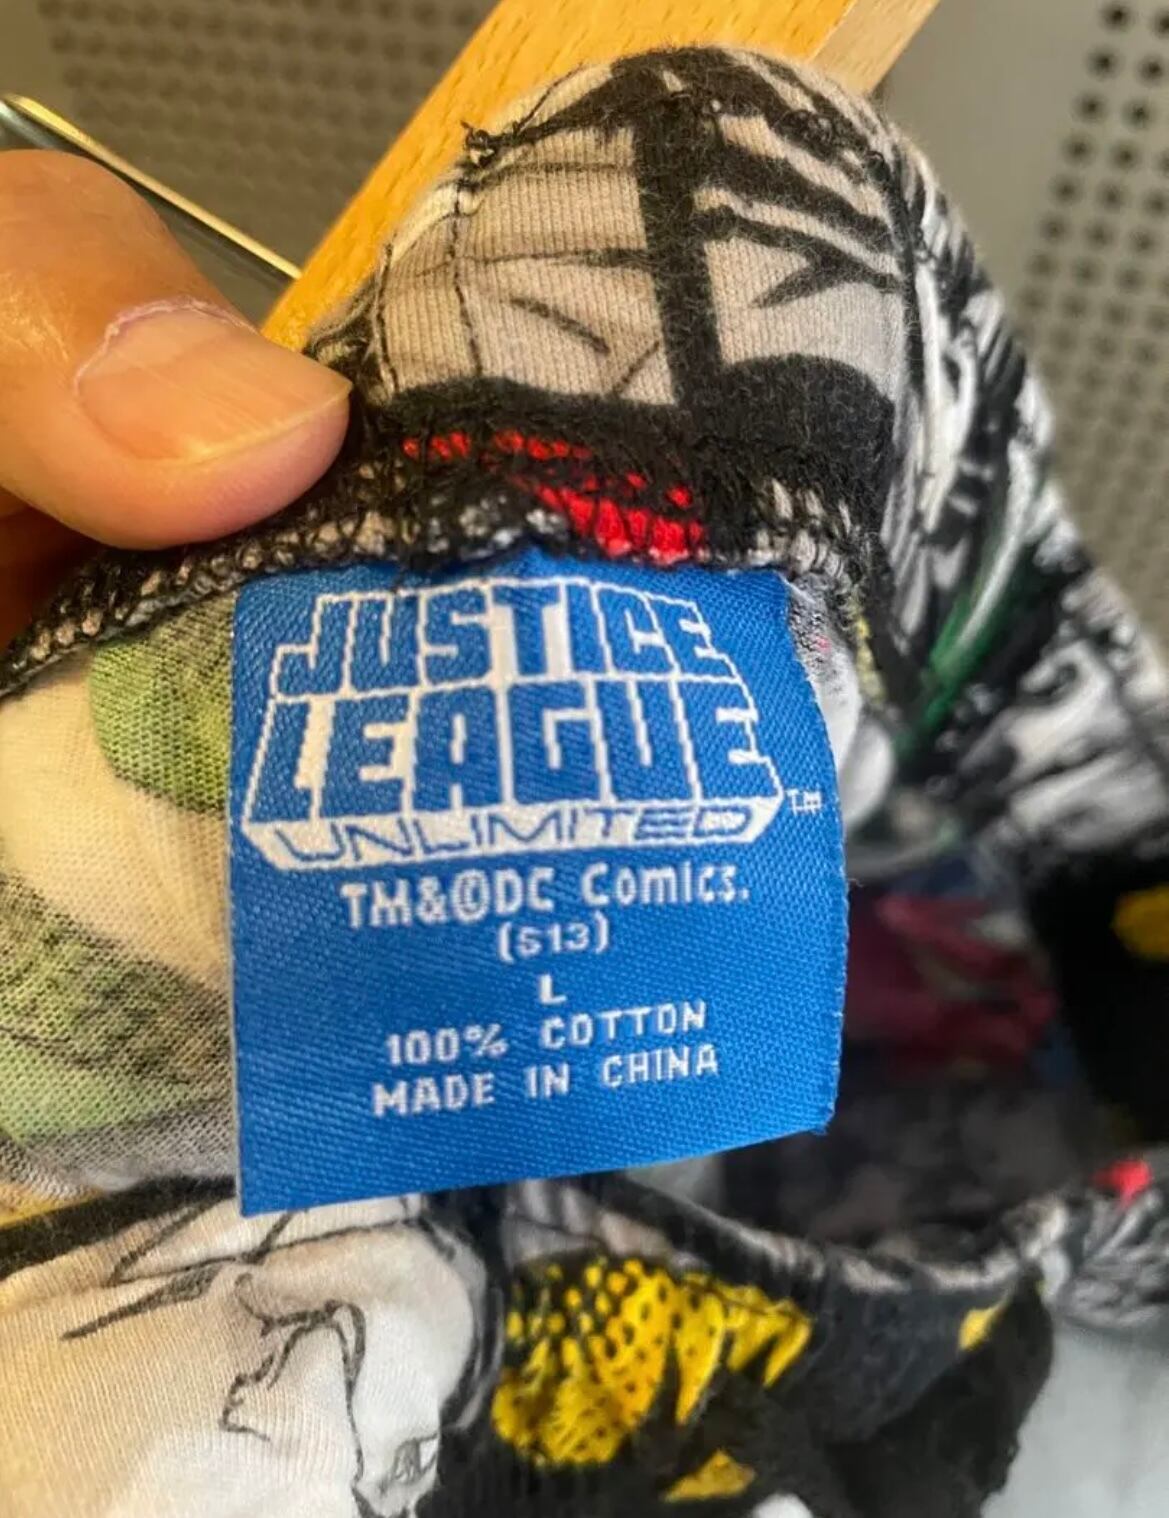 JUSTICE
LEAGUE
UNLIMITED TM
TM&©DC Comics.
(S13)
L
100% COTTON
MADE IN CHINA